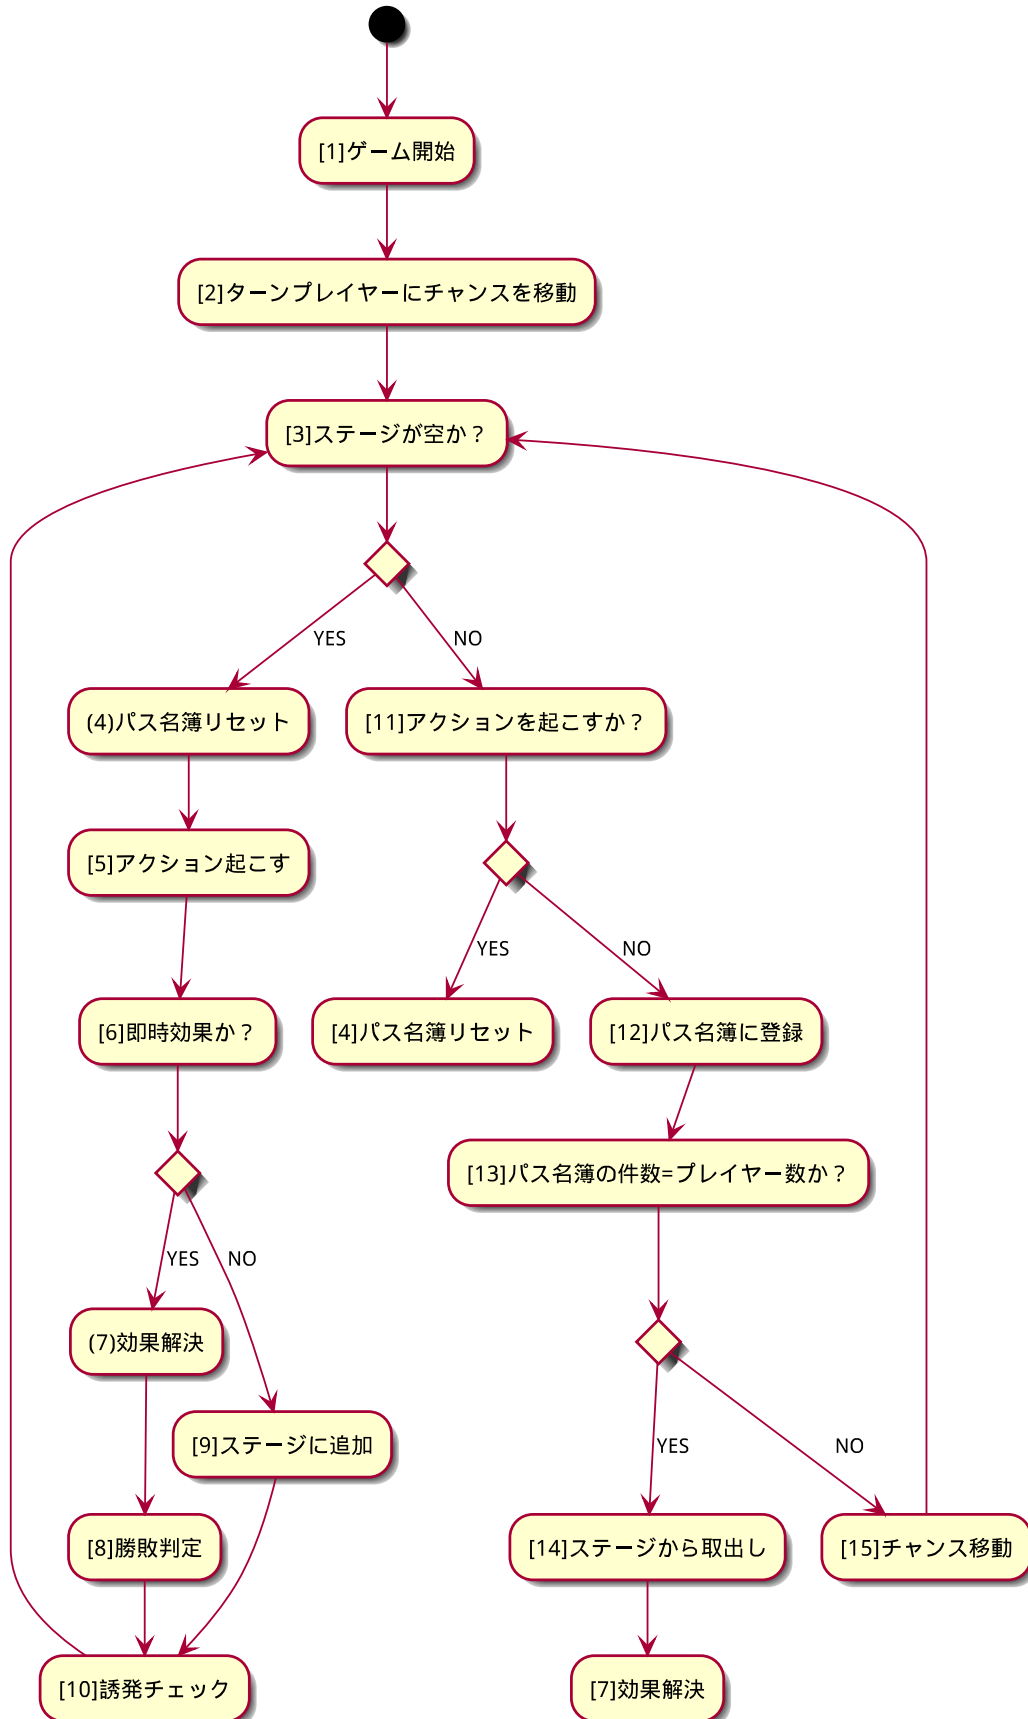 [1]ゲーム開始
[2]ターンプレイヤーにチャンスを移動
[3]ステージが空か？
YES
NO
(4)パス名簿リセット
[11]アクションを起こすか？
[5]アクション起こす
YES
NO
[6]即時効果か？
[4]パス名簿リセット
[12]パス名簿に登録
[13]パス名簿の件数=プレイヤー数か？
YES
NO
(7)効果解決
[9]ステージに追加
YES
NO
[8]勝敗判定
[14]ステージから取出し
[15]チャンス移動
[10]誘発チェック
[7]効果解決